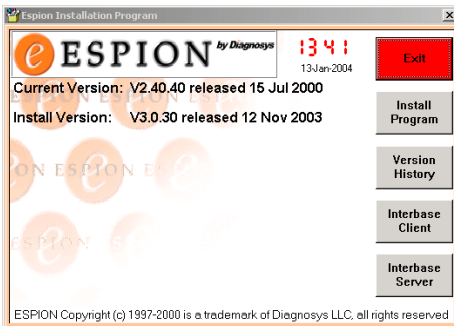 Espion Installation Program
e ESPION by Diagnosys
13:41
13-Jan-2004
Exit
Current Version: V2.40.40 released 15 Jul 2000
Install Version: V3.0.30 released 12 Nov 2003
Install
Program
Version
History
Interbase
Client
Interbase
Server
ESPION Copyright (c) 1997-2000 is a trademark of Diagnosys LLC, all rights reserved